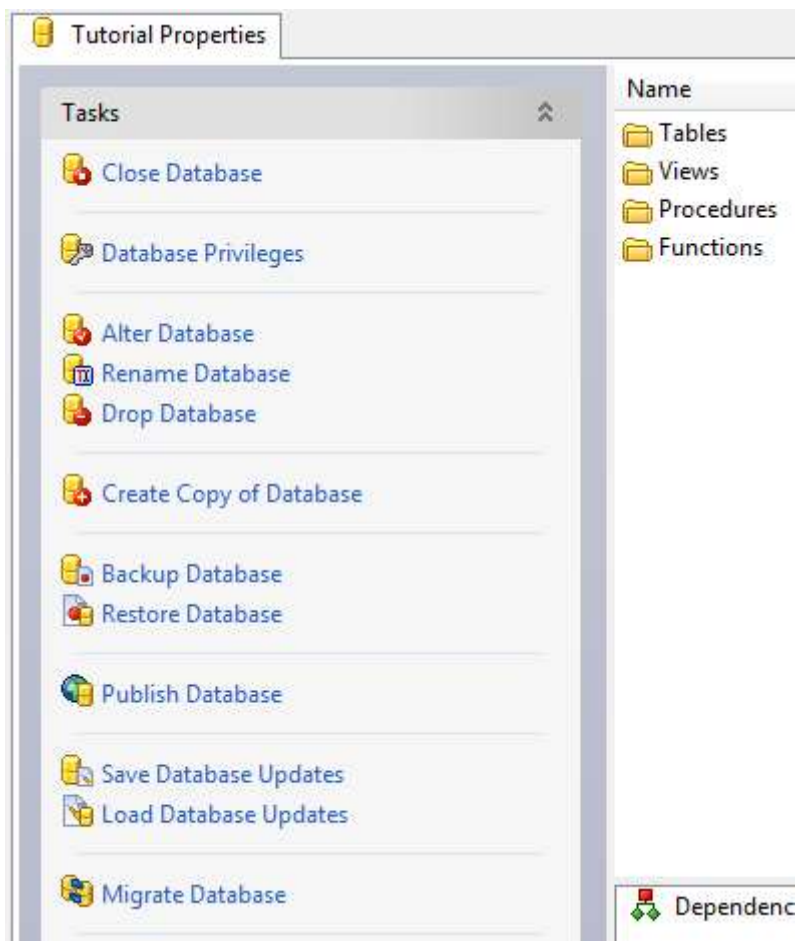 Tutorial Properties
Tasks
Close Database
Database Privileges
Alter Database
Rename Database
Drop Database
Create Copy of Database
Backup Database
Restore Database
Publish Database
Save Database Updates
Load Database Updates
Migrate Database
Name
Tables
Views
Procedures
Functions
Dependenc